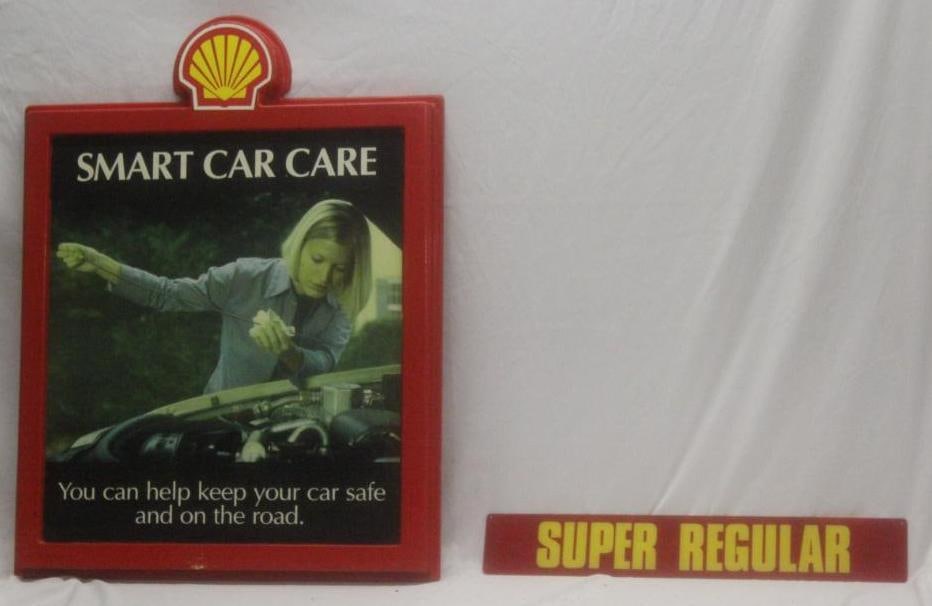 SMART CAR CARE
You can help keep your car safe
and on the road.
SUPER REGULAR